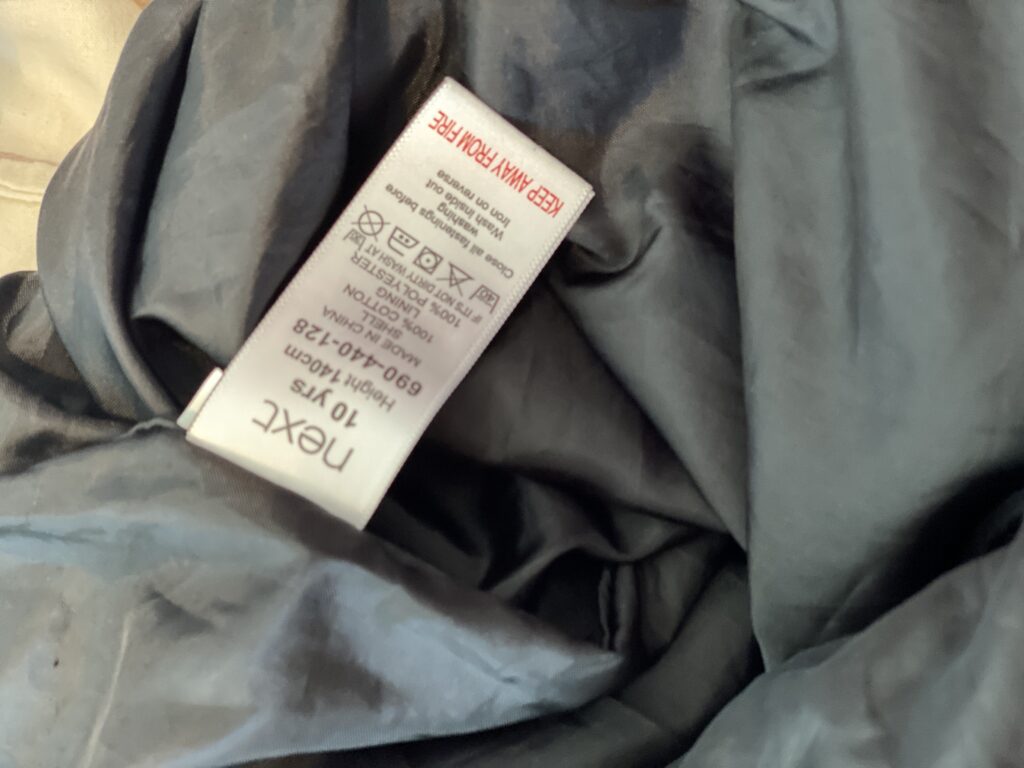 next
10 yrs
Height 140cm
690-440-128
MADE IN CHINA
SHELL
100% COTTON
LINING
100% POLYESTER
IF IT'S NOT DIRTY WASH AT
Close all fastenings before
washing
Wash inside out
Iron on reverse
KEEP AWAY FROM FIRE